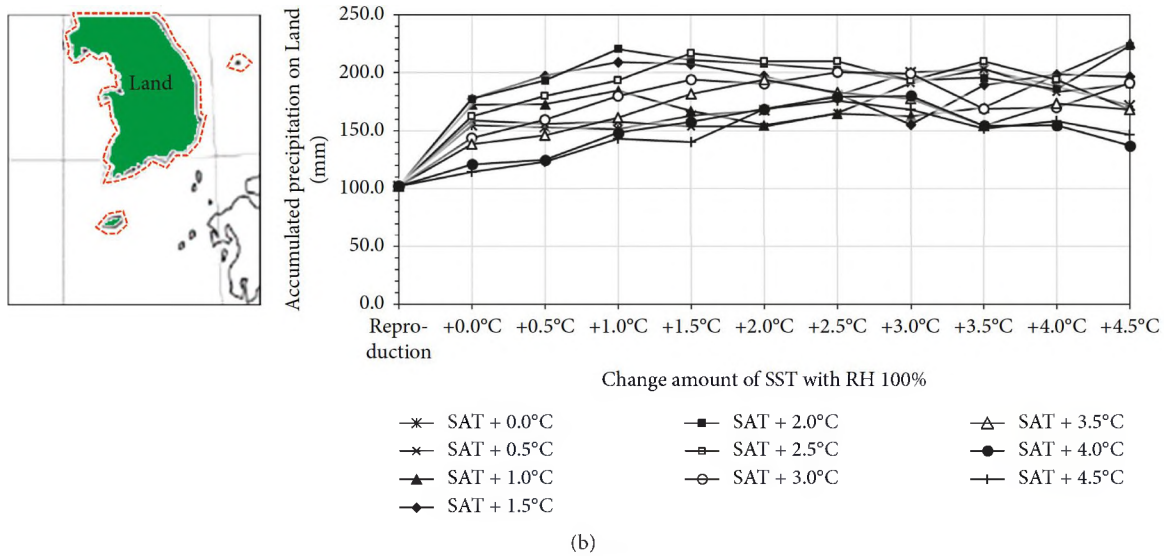 Land
Accumulated precipitation on Land
(mm)
250.0
200.0
150.0
100.0
50.0
0.0
Repro-
duction
+0.0°C +0.5°C +1.0°C +1.5°C +2.0°C +2.5°C +3.0°C +3.5°C +4.0°C +4.5°C
Change amount of SST with RH 100%
SAT + 0.0°C
SAT + 0.5°C
SAT + 1.0°C
SAT + 1.5°C
SAT + 2.0°C
SAT + 2.5°C
SAT + 3.0°C
SAT + 3.5°C
SAT + 4.0°C
SAT + 4.5°C
(b)